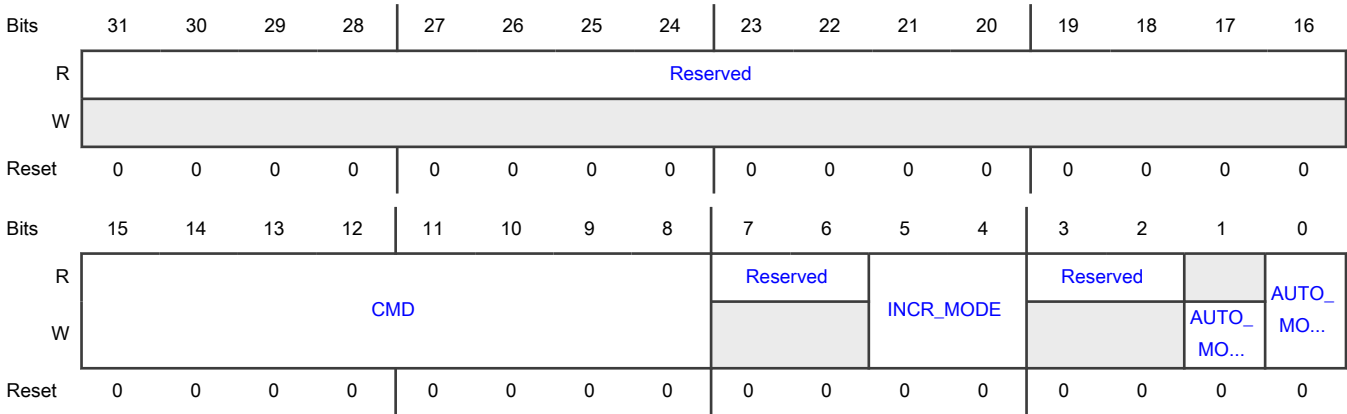 Bits 31 30 29 28 27 26 25 24 23 22 21 20 19 18 17 16
R Reserved
W
Reset 0 0 0 0 0 0 0 0 0 0 0 0 0 0 0 0
Bits 15 14 13 12 11 10 9 8 7 6 5 4 3 2 1 0
R Reserved Reserved
CMD INCR_MODE AUTO_
MO...
W AUTO_
MO...
Reset 0 0 0 0 0 0 0 0 0 0 0 0 0 0 0 0